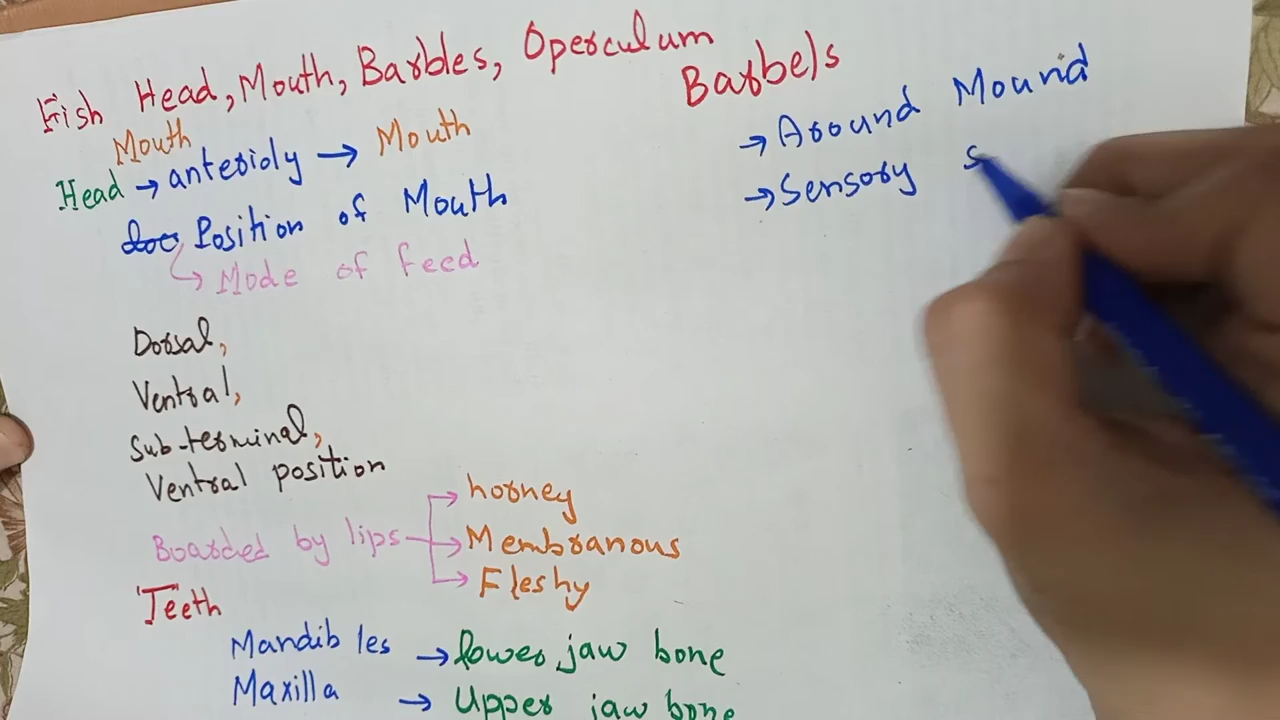 Fish Head, Mouth, Barbles, Operculum
Mouth
Head → anterioly → Mouth
Position of Mouth
↳ Mode of feed
Dorsal,
Ventral,
Sub-terminal,
Ventral position
Boarded by lips → horney
→ Membranous
→ Fleshy
"Teeth"
Mandibles → lower jaw bone
Maxilla → Upper jaw bone
Barbels
→ Around Mound
→ Sensory s